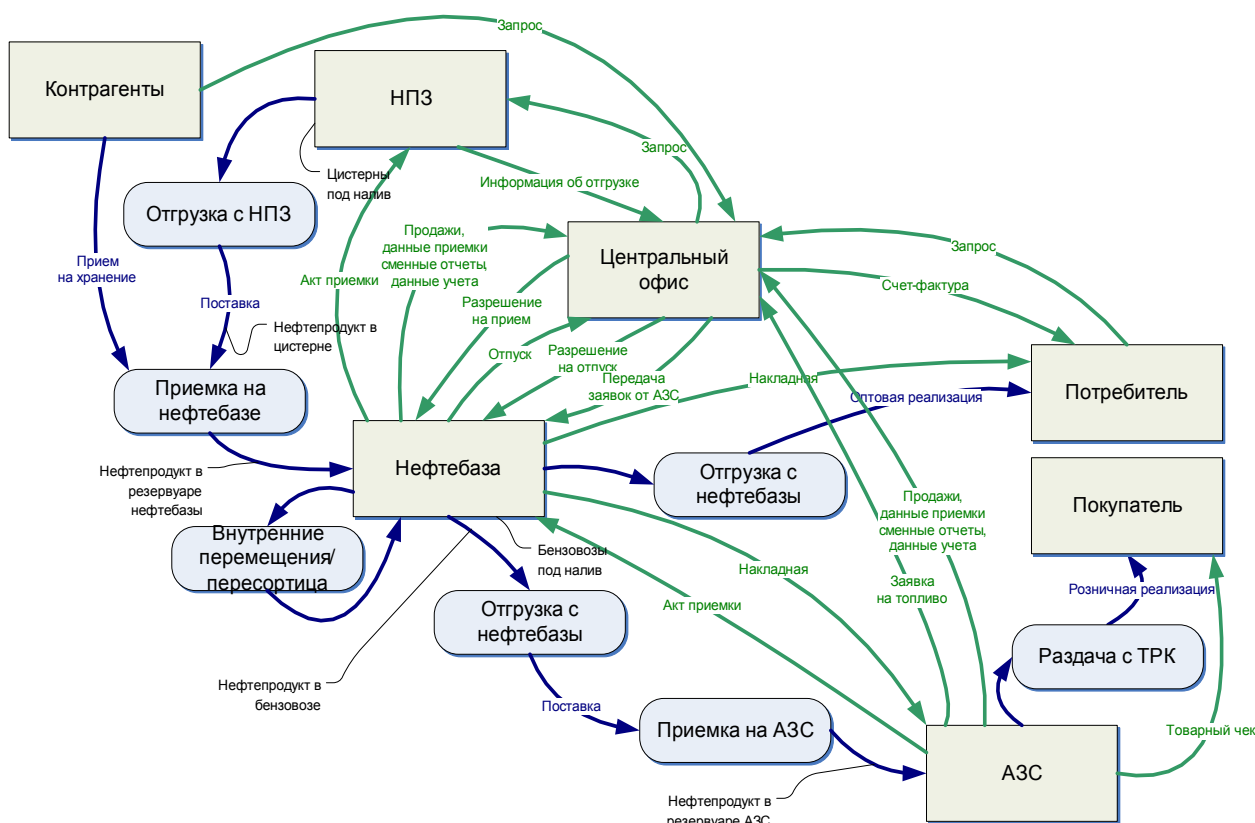 Запрос
Контрагенты
НПЗ
Запрос
Цистерны
под налив
Информация об отгрузке
Отгрузка с НПЗ
Продажи,
данные приемки
сменные отчеты,
данные учета
Центральный
офис
Запрос
Прием
на хранение
Акт приемки
Счет-фактура
Поставка
Разрешение
на прием
Нефтепродукт в
цистерне
Отпуск
Разрешение
на отпуск
Передача
заявок от АЗС
Накладная
Приемка на
нефтебазе
Оптовая реализация
Потребитель
Нефтебаза
Отгрузка с
нефтебазы
Нефтепродукт в
резервуаре
нефтебазы
Продажи,
данные приемки
сменные отчеты,
данные учета
Покупатель
Внутренние
перемещения/
пересортица
Бензовозы
под налив
Накладная
Заявка
на топливо
Розничная реализация
Акт приемки
Отгрузка с
нефтебазы
Раздача с ТРК
Нефтепродукт в
бензовозе
Поставка
Приемка на АЗС
Товарный чек
АЗС
Нефтепродукт в
резервуаре АЗС